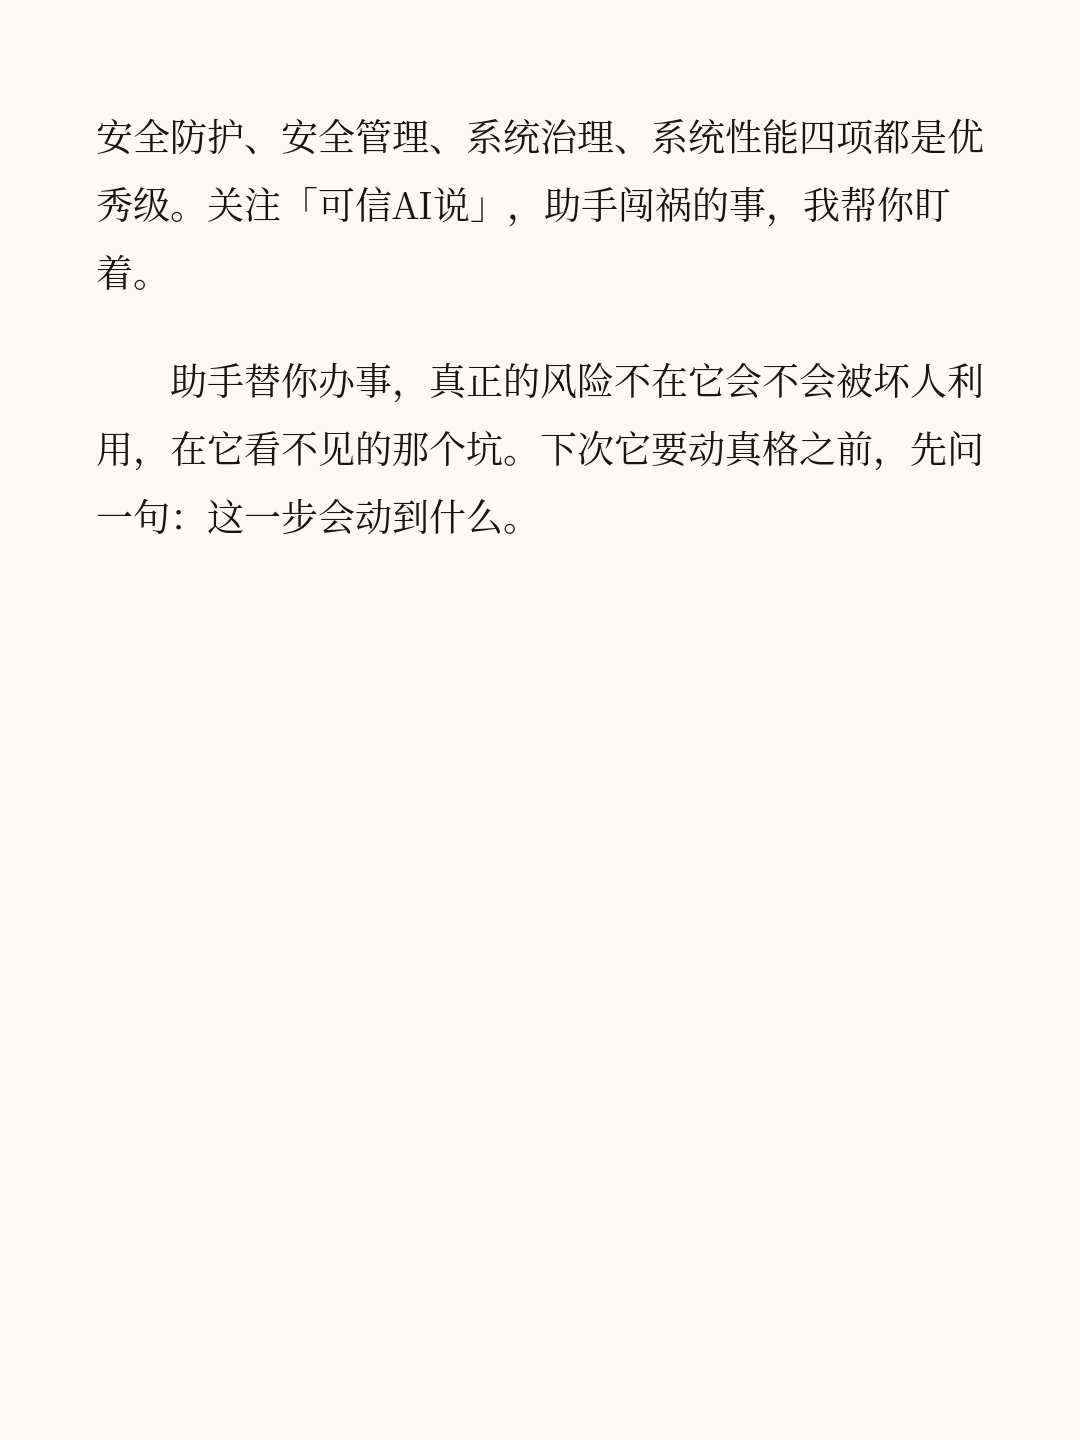 安全防护、安全管理、系统治理、系统性能四项都是优
秀级。关注「可信AI说」，助手闯祸的事，我帮你盯
着。
助手替你办事，真正的风险不在它会不会被坏人利
用，在它看不见的那个坑。下次它要动真格之前，先问
一句：这一步会动到什么。